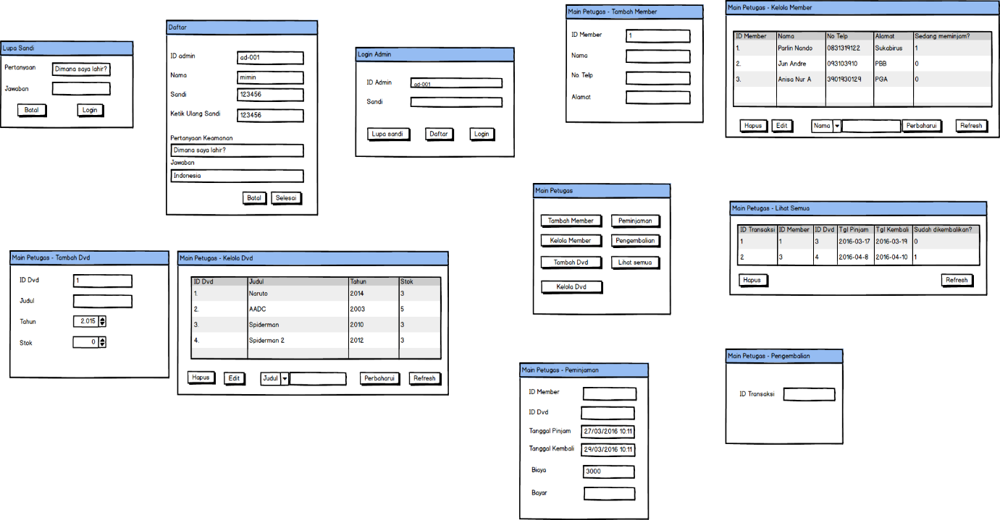 Lupa Sandi
Pertanyaan Dimana saya lahir?
Jawaban
Batal Login
Daftar
ID admin ad-001
Nama mimin
Sandi 123456
Ketik Ulang Sandi 123456
Pertanyaan Keamanan
Dimana saya lahir?
Jawaban
Indonesia
Batal Selesai
Login Admin
ID Admin ad-001
Sandi
Lupa sandi Daftar Login
Main Petugas - Tambah Member
ID Member 1
Nama
No. Telp
Alamat
Main Petugas - Kelola Member
ID Member Nama No Telp Alamat Sedang meminjam?
1. Parlin Nando 0831319122 Sukabirus 1
2. Jun Andre 093103910 PBB 0
3. Anisa Nur A 3901930129 PGA 0
Hapus Edit Nama Perbaharui Refresh
Main Petugas
Tambah Member Peminjaman
Kelola Member Pengembalian
Tambah Dvd Lihat semua
Kelola Dvd
Main Petugas - Lihat Semua
ID Transaksi ID Member ID Dvd Tgl Pinjam Tgl Kembali Sudah dikembalikan?
1 1 3 2016-03-17 2016-03-19 0
2 3 4 2016-04-8 2016-04-10 1
Hapus Refresh
Main Petugas - Tambah Dvd
ID Dvd 1
Judul
Tahun 2.015
Stok 0
Main Petugas - Kelola Dvd
ID Dvd Judul Tahun Stok
1. Naruto 2014 3
2. AADC 2003 5
3. Spiderman 2010 3
4. Spiderman 2 2012 3
Hapus Edit Judul Perbaharui Refresh
Main Petugas - Peminjaman
ID Member
ID Dvd
Tanggal Pinjam 27/03/2016 10:11
Tanggal Kembali 29/03/2016 10:11
Biaya 3000
Bayar
Main Petugas - Pengembalian
ID Transaksi